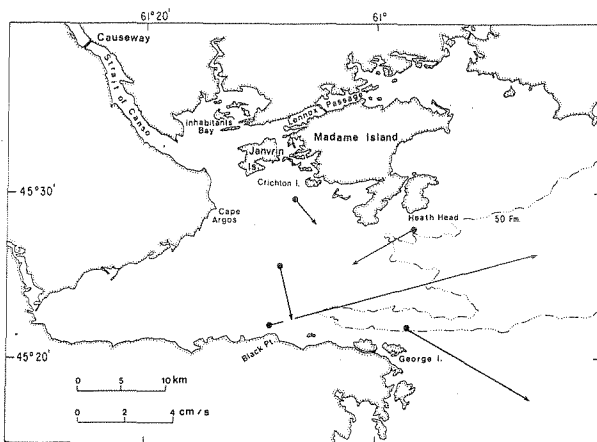 61°20'
61°
Causeway
Strait of Canso
Inhabitants
Bay
Lennox Passage
Madame Island
Janvrin
Is.
Crichton I.
45°30'
Cape
Argos
Heath Head
50 Fm.
Black Pt.
George I.
45°20'
0 5 10 km
0 2 4 cm/s